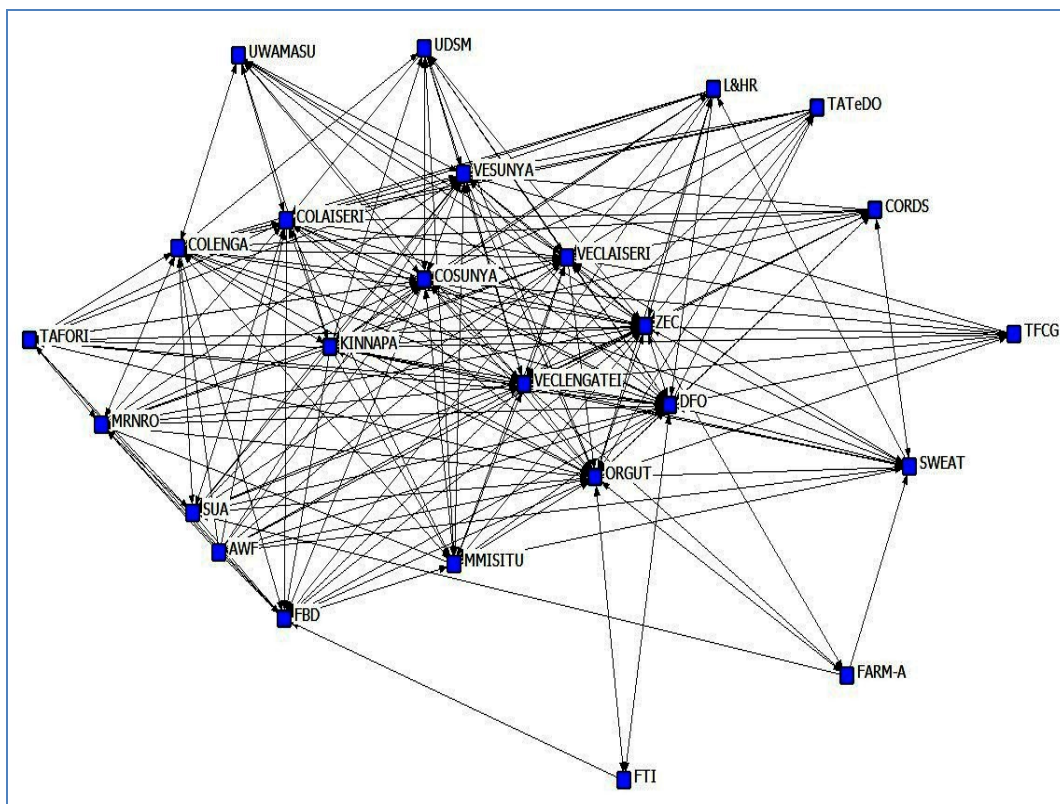 UDSM
UWAMASU
L&HR
TATeDO
VESUNYA
CORDS
COLAISERI
COLENGA
VECLAISERI
COSUNYA
ZEC
TFCG
TAFORI
KINNAPA
VECLENGATEI
DFO
MRNRO
SWEAT
ORGUT
SUA
AWF
MMISITU
FBD
FARM-A
FTI